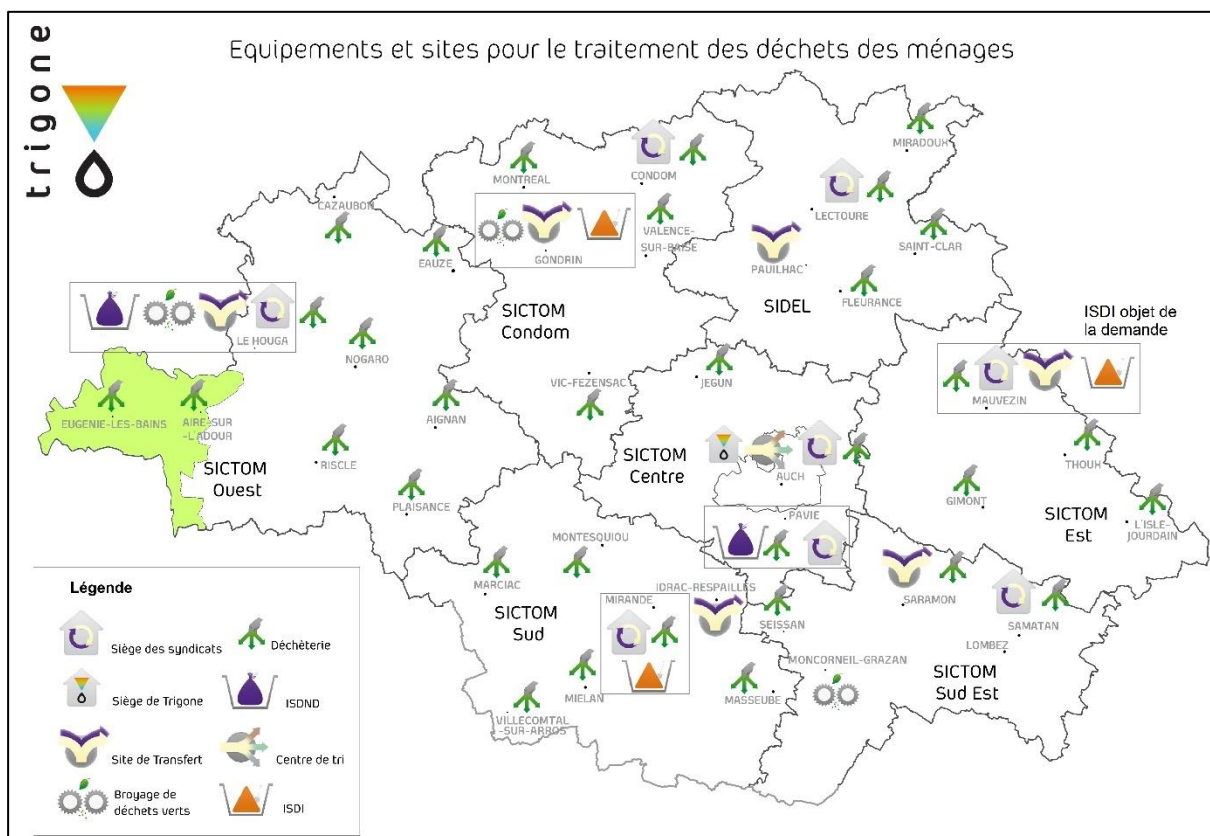 trigone
Equipements et sites pour le traitement des déchets des ménages
MIRADOUX
MONTREAL
CONDOM
LECTOURE
CAZAUBON
VALENCE-
SUR-BAISE
SAINT-CLAR
EAUZE
GONDRIN
PAUILHAC
FLEURANCE
SICTOM
Condom
SIDEL
ISDI objet de
la demande
LE HOUGA
NOGARO
VIC-FEZENSAC
JEGUN
MAUVEZIN
EUGENIE-LES-BAINS
AIRE-SUR
-L'ADOUR
AIGNAN
RISCLE
SICTOM
Ouest
SICTOM
Centre
AUCH
THOUX
PLAISANCE
GIMONT
PAVIE
SICTOM
Est
L'ISLE-
JOURDAIN
MONTESQUIOU
MARCIAC
SICTOM
Sud
MIRANDE
IDRAC-RESPAILLES
SEISSAN
SARAMON
SAMATAN
LOMBEZ
MIELAN
MASSEUBE
MONCORNEIL-GRAZAN
SICTOM
Sud Est
VILLECOMTAL
-SUR-ARROS
Légende
Siège des syndicats
Déchèterie
Siège de Trigone
ISDND
Site de Transfert
Centre de tri
Broyage de
déchets verts
ISDI